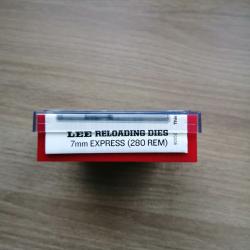 LEE RELOADING DIES
7mm EXPRESS (280 REM)